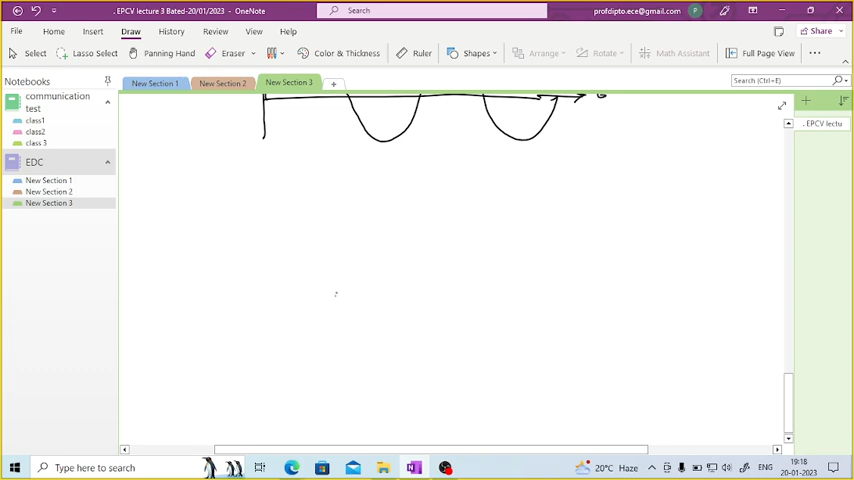 . EPCV lecture 3 Bated-20/01/2023 - OneNote
Search
profdipto.ece@gmail.com
P
File
Home
Insert
Draw
History
Review
View
Help
Share
Select
Lasso Select
Panning Hand
Eraser
Color & Thickness
Ruler
Shapes
Arrange
Rotate
Math Assistant
Full Page View
Notebooks
New Section 1
New Section 2
New Section 3
Search (Ctrl+E)
communication
test
class1
class2
class 3
EDC
New Section 1
New Section 2
New Section 3
. EPCV lectu
Type here to search
20°C Haze
ENG
19:18
20-01-2023